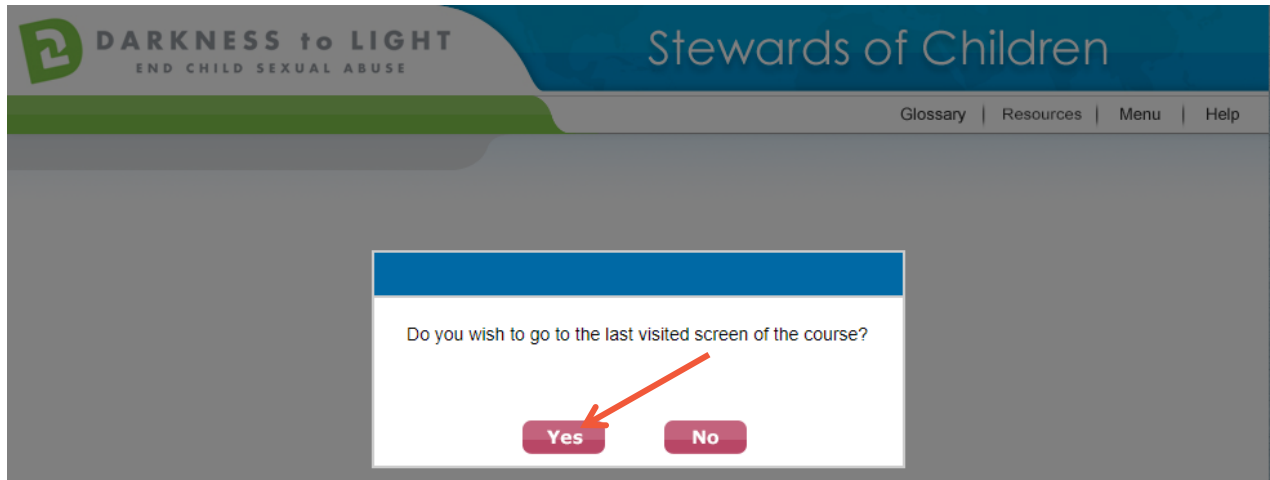 DARKNESS to LIGHT
END CHILD SEXUAL ABUSE
Stewards of Children
Glossary | Resources | Menu | Help
Do you wish to go to the last visited screen of the course?
Yes No